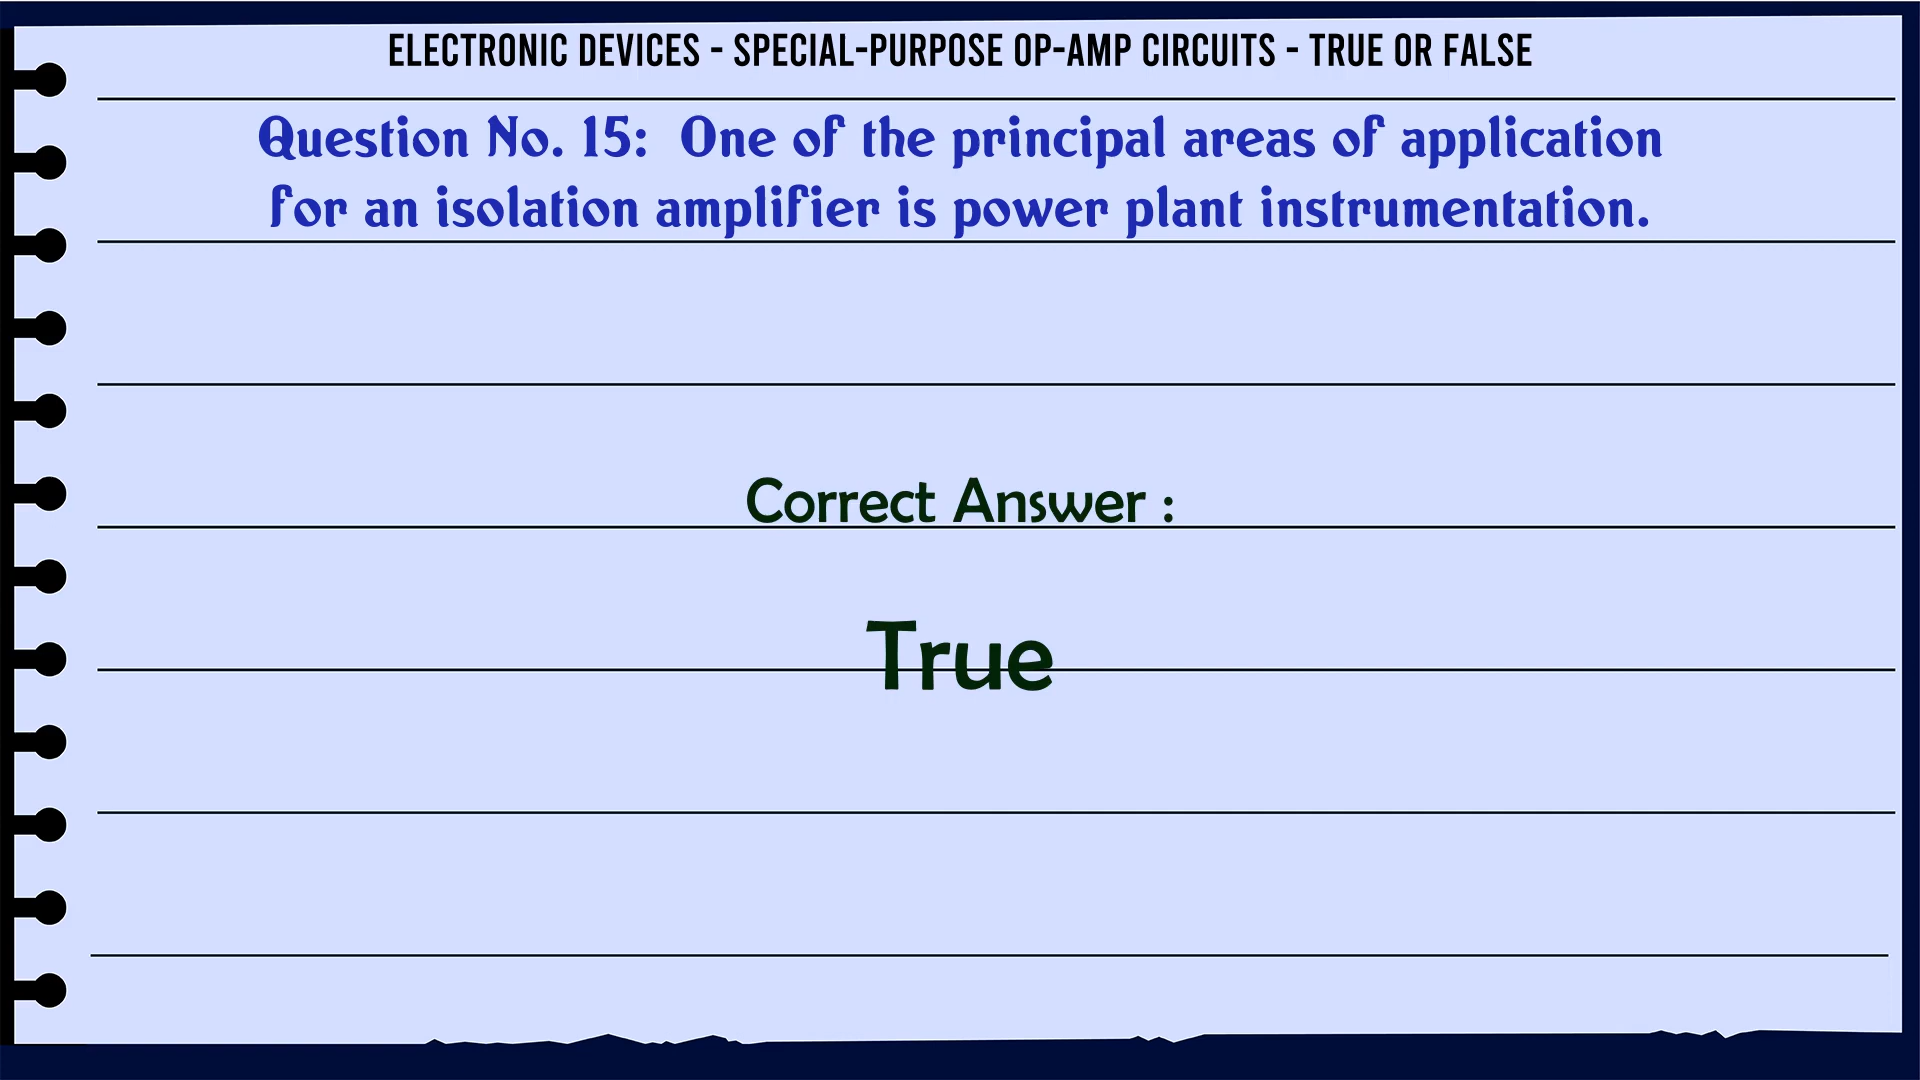 ELECTRONIC DEVICES - SPECIAL-PURPOSE OP-AMP CIRCUITS - TRUE OR FALSE
Question No. 15:  One of the principal areas of application
for an isolation amplifier is power plant instrumentation.
Correct Answer :
True